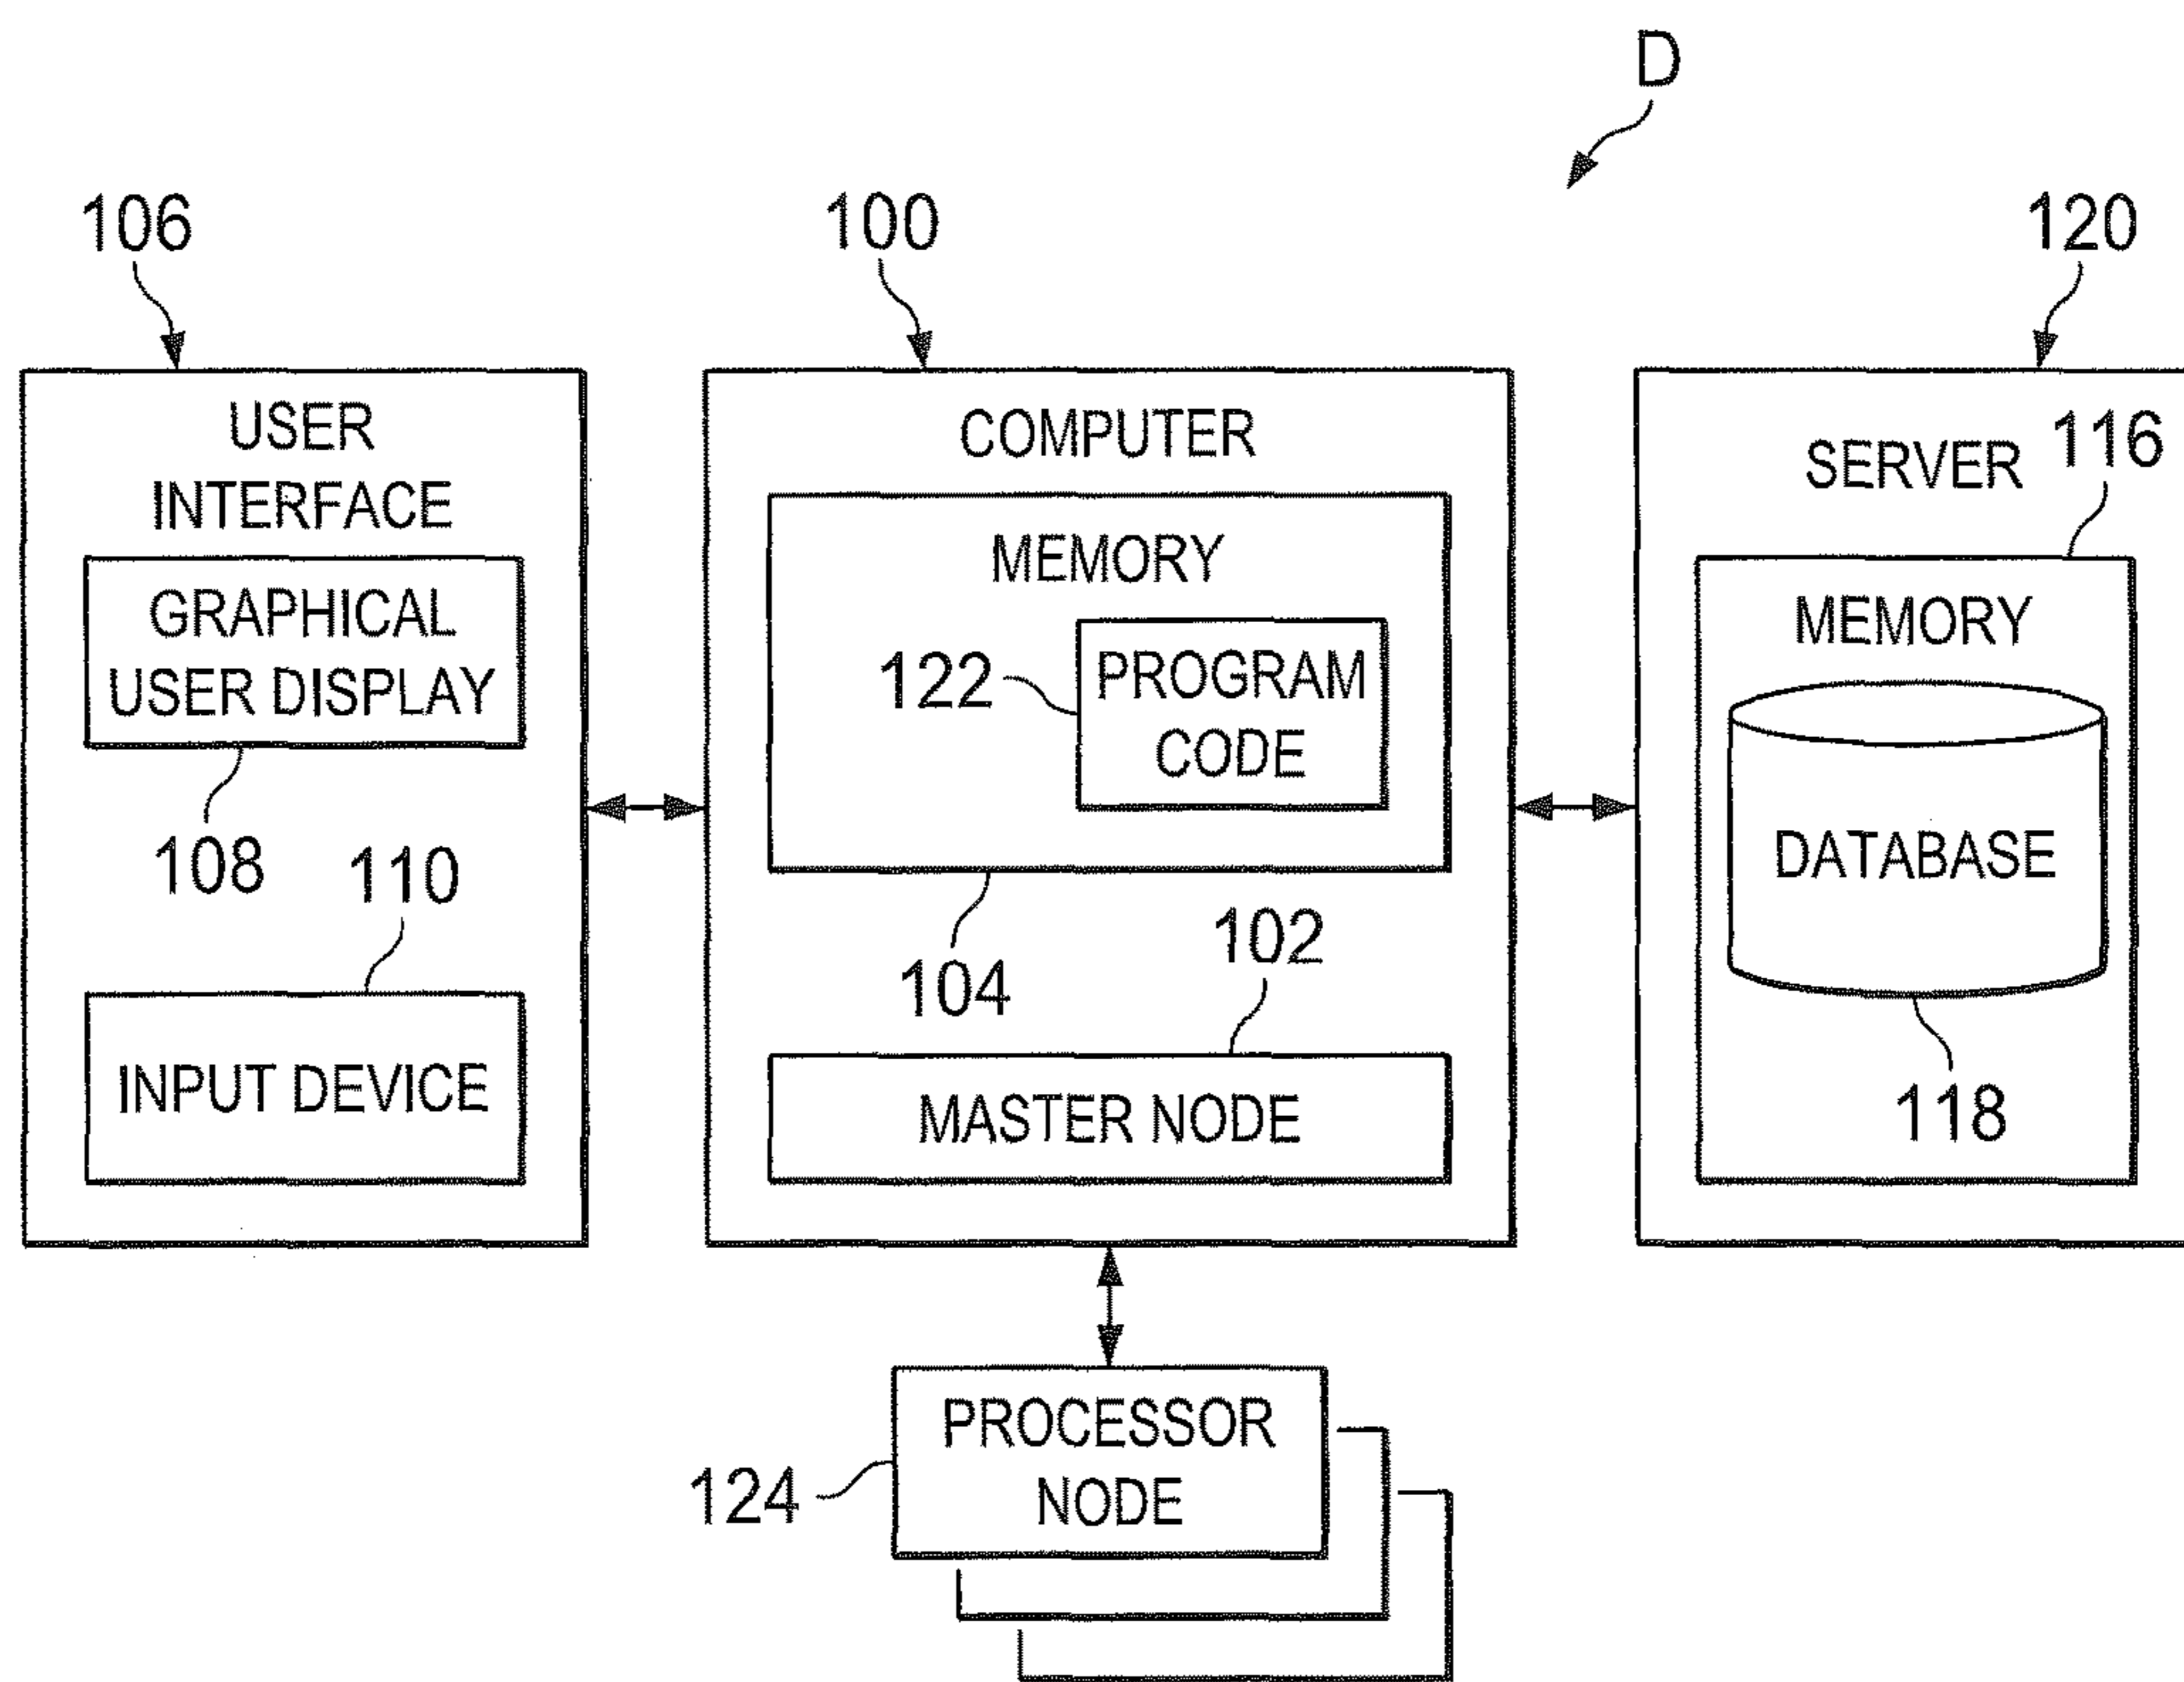 D
106
100
120
USER
INTERFACE
GRAPHICAL
USER DISPLAY
108
110
INPUT DEVICE
COMPUTER
MEMORY
122
PROGRAM
CODE
104
102
MASTER NODE
SERVER
116
MEMORY
DATABASE
118
124
PROCESSOR
NODE